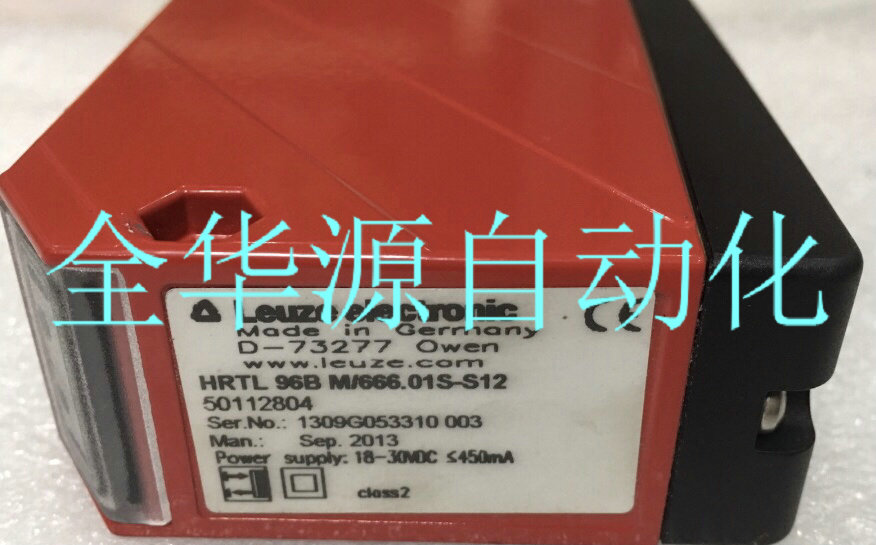 全华源自动化
Leuze electronic
Made in Germany
D-73277 Owen
www.leuze.com
HRTL 96B M/666.01S-S12
50112804
Ser.No.: 1309G053310 003
Man.: Sep. 2013
Power supply: 18-30VDC ≤450mA
class2
CE